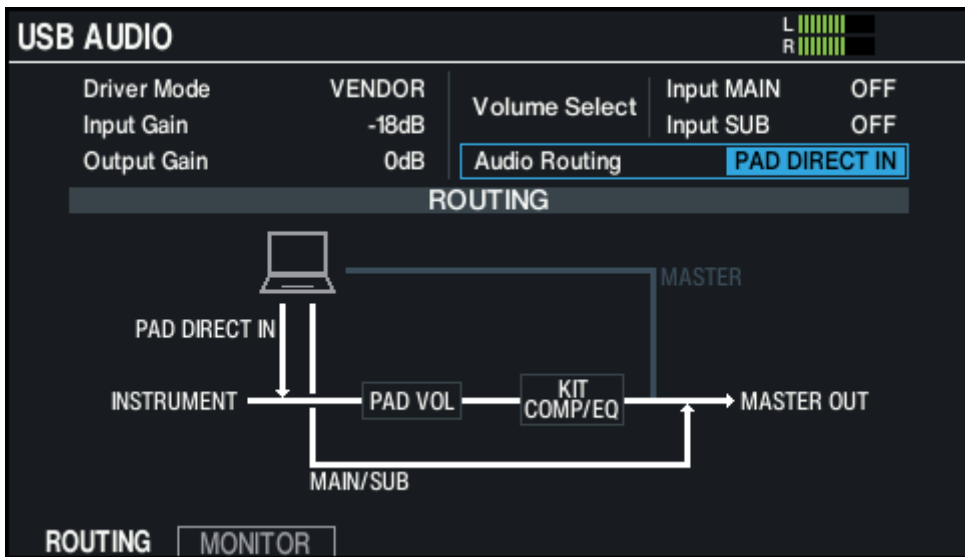 USB AUDIO
L
R
Driver Mode VENDOR
Input Gain -18dB
Output Gain 0dB
Volume Select
Input MAIN OFF
Input SUB OFF
Audio Routing PAD DIRECT IN
ROUTING
MASTER
PAD DIRECT IN
INSTRUMENT
PAD VOL
KIT
COMP/EQ
MASTER OUT
MAIN/SUB
ROUTING MONITOR